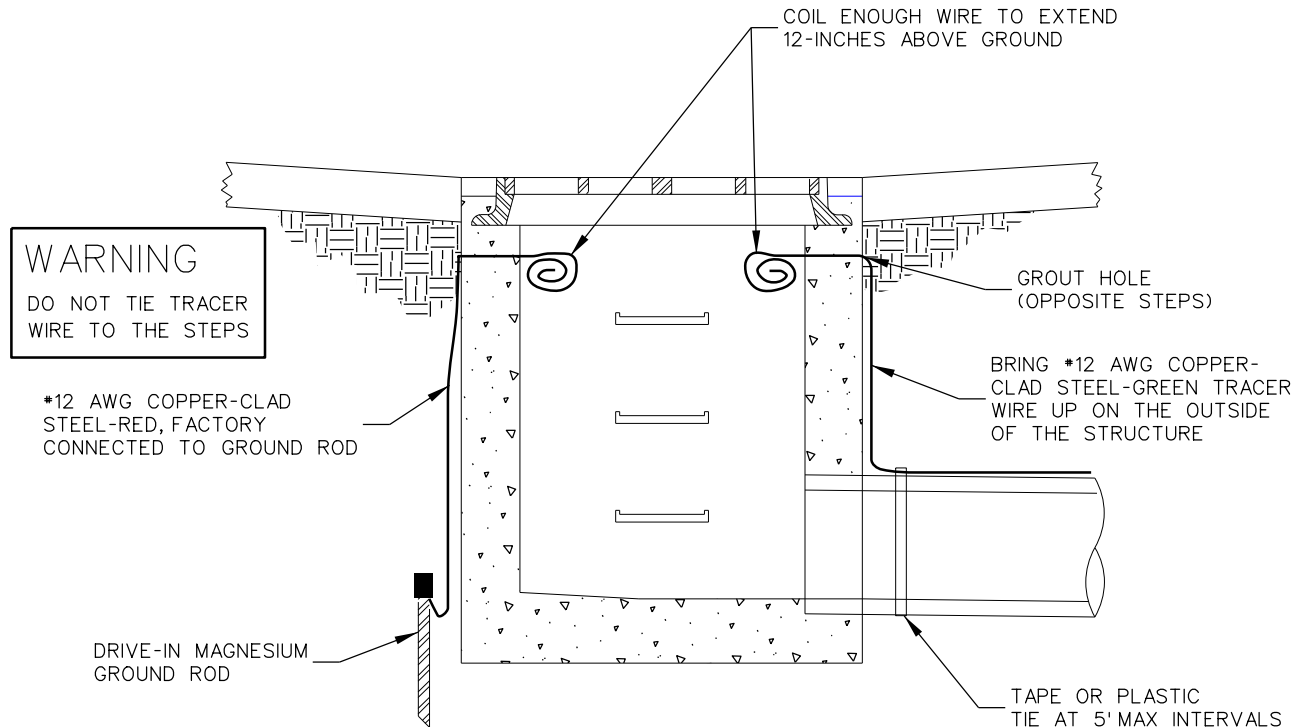 COIL ENOUGH WIRE TO EXTEND
12-INCHES ABOVE GROUND
WARNING
DO NOT TIE TRACER
WIRE TO THE STEPS
GROUT HOLE
(OPPOSITE STEPS)
#12 AWG COPPER-CLAD
STEEL-RED, FACTORY
CONNECTED TO GROUND ROD
BRING #12 AWG COPPER-
CLAD STEEL-GREEN TRACER
WIRE UP ON THE OUTSIDE
OF THE STRUCTURE
DRIVE-IN MAGNESIUM
GROUND ROD
TAPE OR PLASTIC
TIE AT 5' MAX INTERVALS